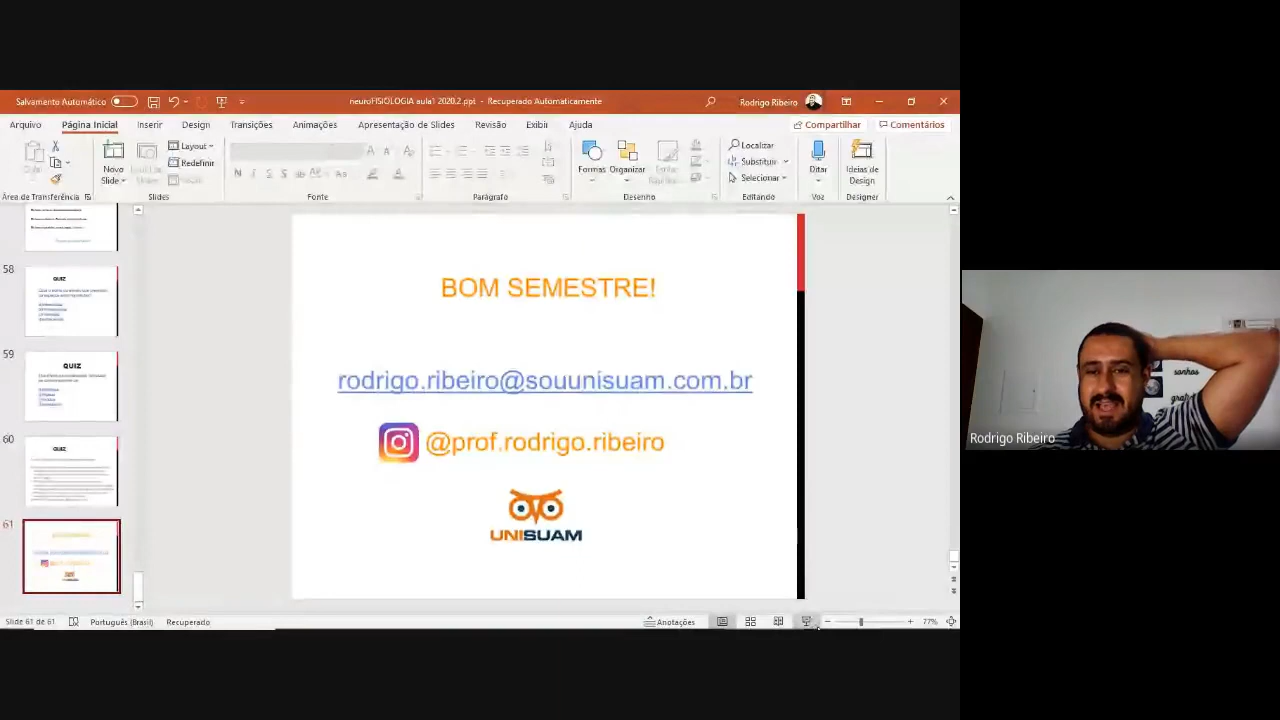 Salvamento Automático
neuroFISIOLOGIA aula1 2020.2.ppt - Recuperado Automaticamente
Rodrigo Ribeiro
Arquivo Página Inicial Inserir Design Transições Animações Apresentação de Slides Revisão Exibir Ajuda
Compartilhar Comentários
Novo Slide
Layout
Redefinir
Formas
Organizar
Localizar
Substituir
Selecionar
Ditar
Ideias de Design
Área de Transferência Slides Fonte Parágrafo Desenho Editando Voz Designer
58
QUIZ
59
QUIZ
60
QUIZ
61
BOM SEMESTRE!
rodrigo.ribeiro@souunisuam.com.br
@prof.rodrigo.ribeiro
UNISUAM
sonhos
Rodrigo Ribeiro
Slide 61 de 61 Português (Brasil) Recuperado Anotações 77%